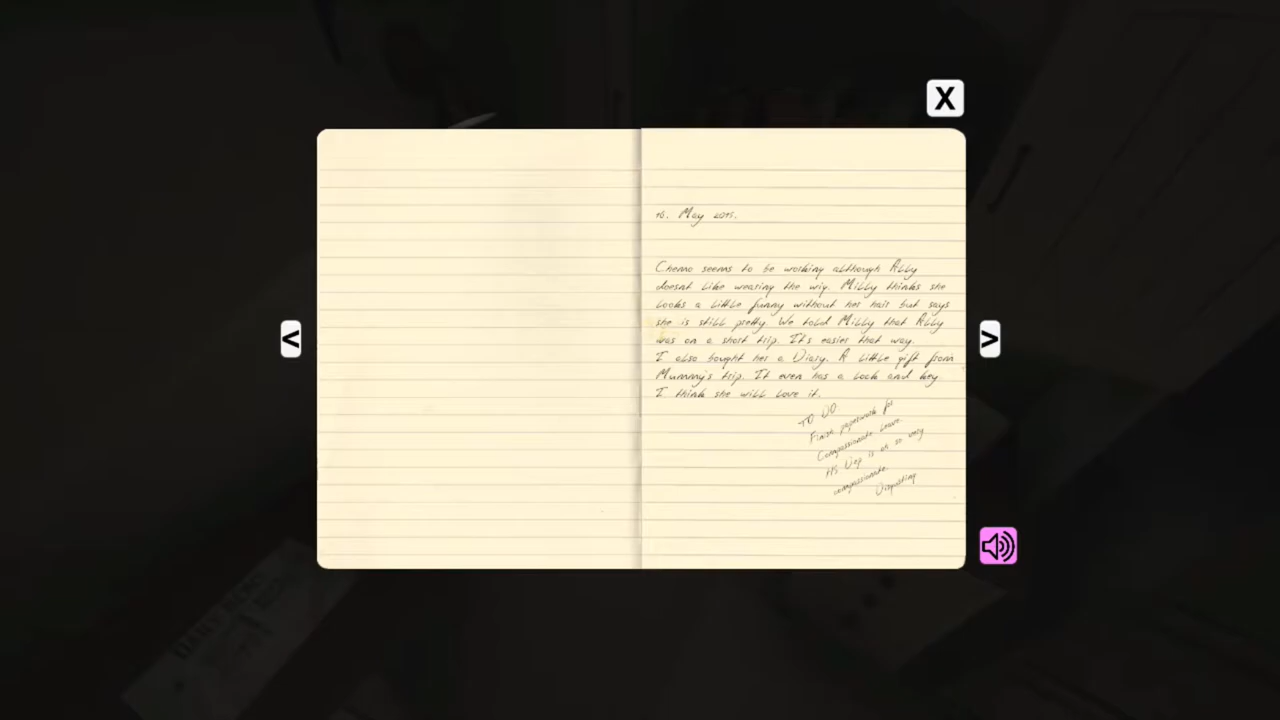 X
<
>
16. May 2015.
Chemo seems to be working although Ally
doesnt like wearing the wig. Milly thinks she
looks a little funny without her hair but says
she is still pretty. We told Milly that Ally
was on a short trip. It's easier that way.
I also bought her a Diary. A little gift from
Mummy's trip. It even has a lock and key.
I think she will love it.
TO DO
Finish paperwork for
Compassionate Leave.
HS Dep is oh so very
compassionate.
Disgusting